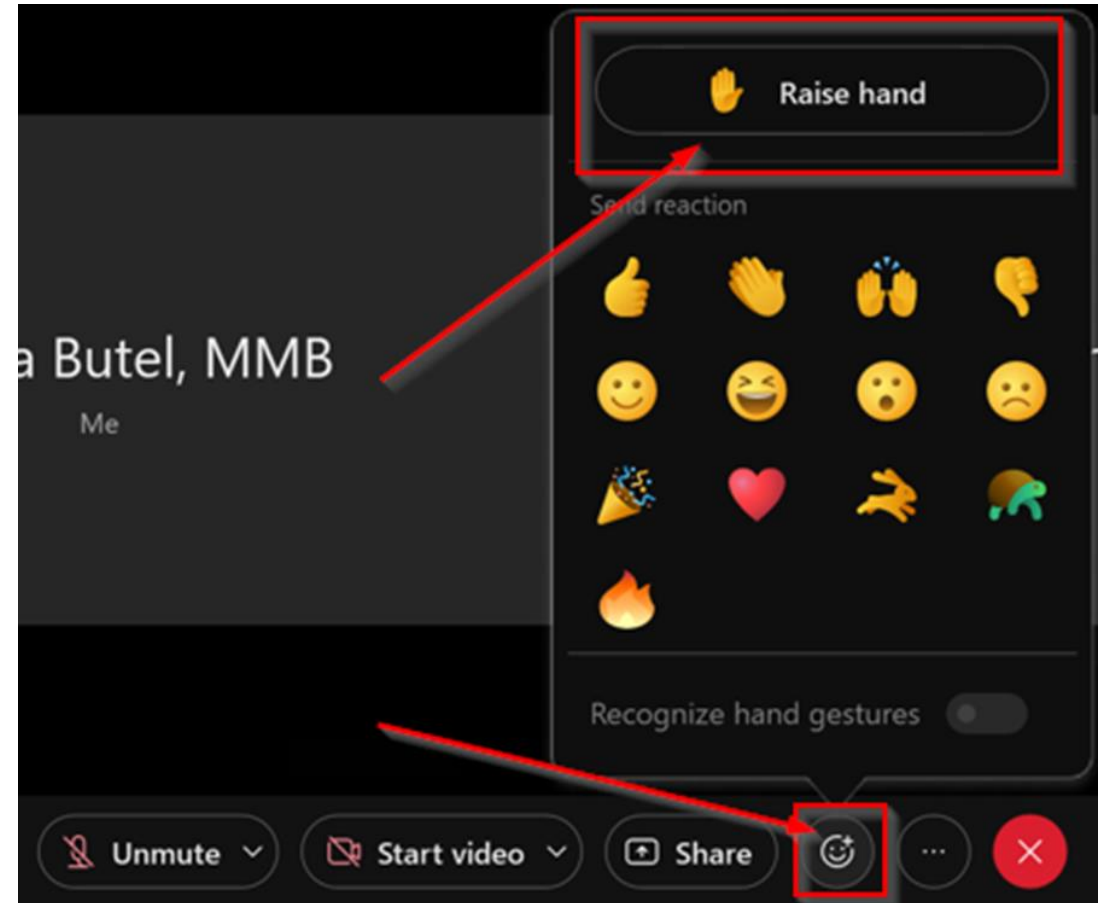 Raise hand
Send reaction
a Butel, MMB
Me
Recognize hand gestures
Unmute
Start video
Share